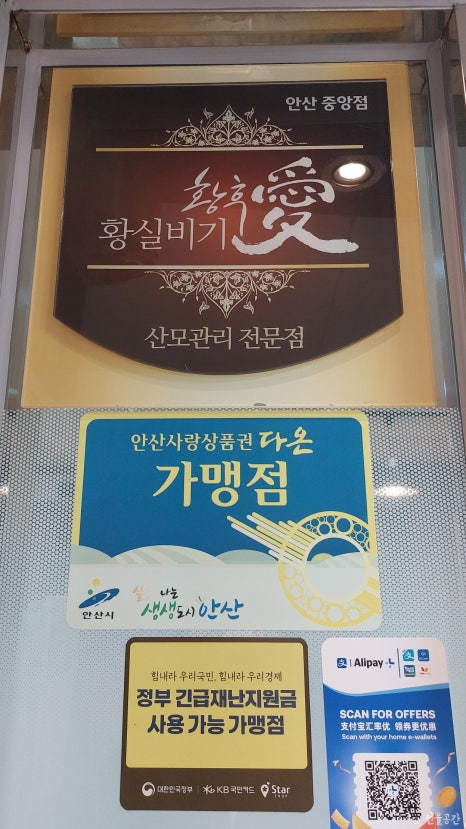 안산 중앙점
황후
황실비기 愛
산모관리 전문점
안산사랑상품권 다온
가맹점
안산시
나는
생생도시 안산
힘내라 우리국민, 힘내라 우리경제
정부 긴급재난지원금
사용 가능 가맹점
대한민국정부 KB 국민카드 Star
SHOP
Alipay+
SCAN FOR OFFERS
支付宝汇率优 领券更优惠
Scan with your home e-wallets